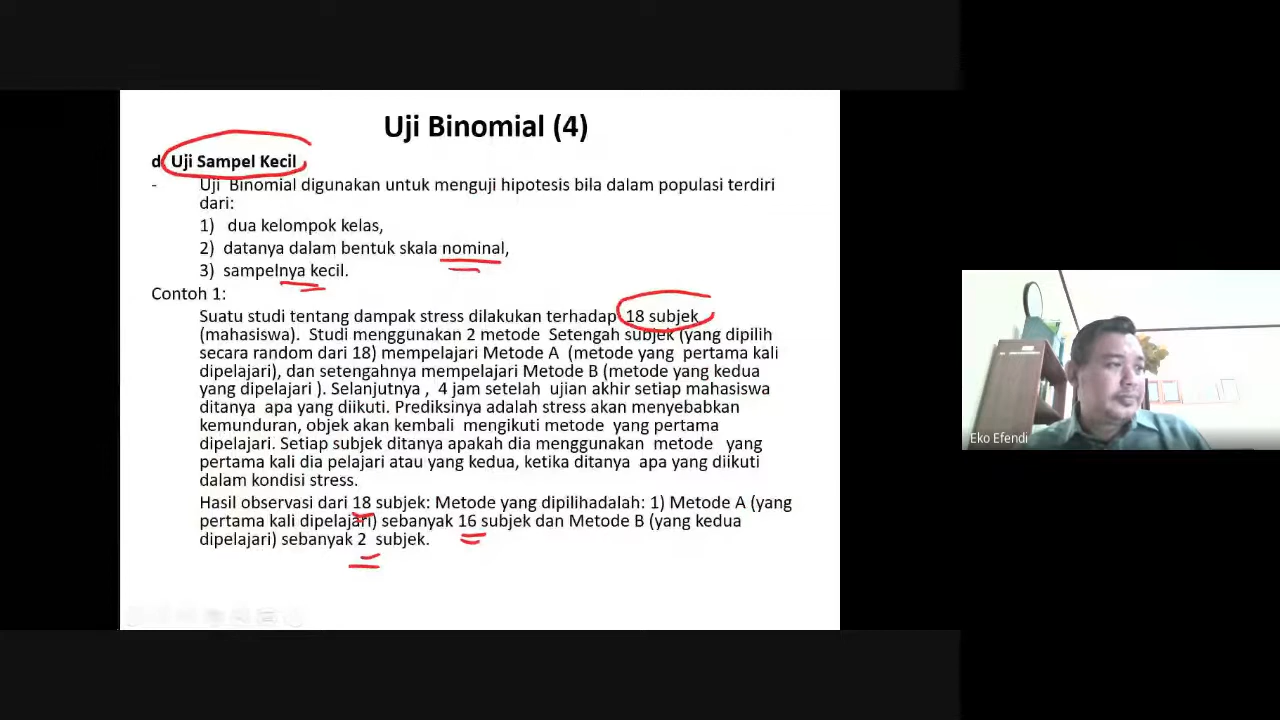 Uji Binomial (4)
d Uji Sampel Kecil
- Uji Binomial digunakan untuk menguji hipotesis bila dalam populasi terdiri
dari:
1) dua kelompok kelas,
2) datanya dalam bentuk skala nominal,
3) sampelnya kecil.
Contoh 1:
Suatu studi tentang dampak stress dilakukan terhadap 18 subjek
(mahasiswa). Studi menggunakan 2 metode Setengah subjek (yang dipilih
secara random dari 18) mempelajari Metode A (metode yang pertama kali
dipelajari), dan setengahnya mempelajari Metode B (metode yang kedua
yang dipelajari ). Selanjutnya , 4 jam setelah ujian akhir setiap mahasiswa
ditanya apa yang diikuti. Prediksinya adalah stress akan menyebabkan
kemunduran, objek akan kembali mengikuti metode yang pertama
dipelajari. Setiap subjek ditanya apakah dia menggunakan metode yang
pertama kali dia pelajari atau yang kedua, ketika ditanya apa yang diikuti
dalam kondisi stress.
Hasil observasi dari 18 subjek: Metode yang dipilihadalah: 1) Metode A (yang
pertama kali dipelajari) sebanyak 16 subjek dan Metode B (yang kedua
dipelajari) sebanyak 2 subjek.
Eko Efendi